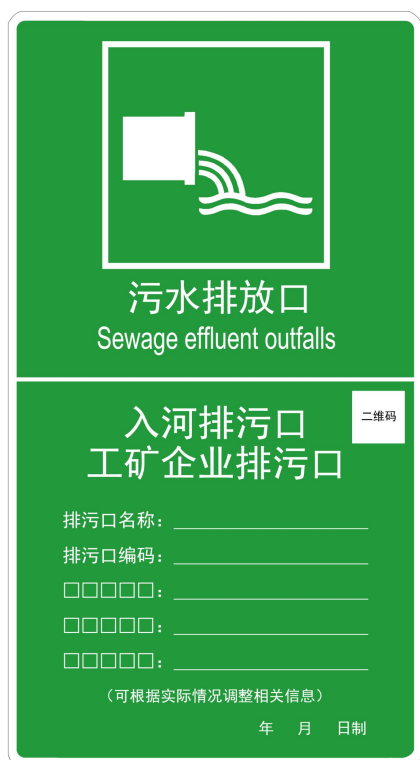 污水排放口
Sewage effluent outfalls
二维码
入河排污口
工矿企业排污口
排污口名称：
排污口编码：
□□□□□：
□□□□□：
□□□□□：
（可根据实际情况调整相关信息）
年 月 日制